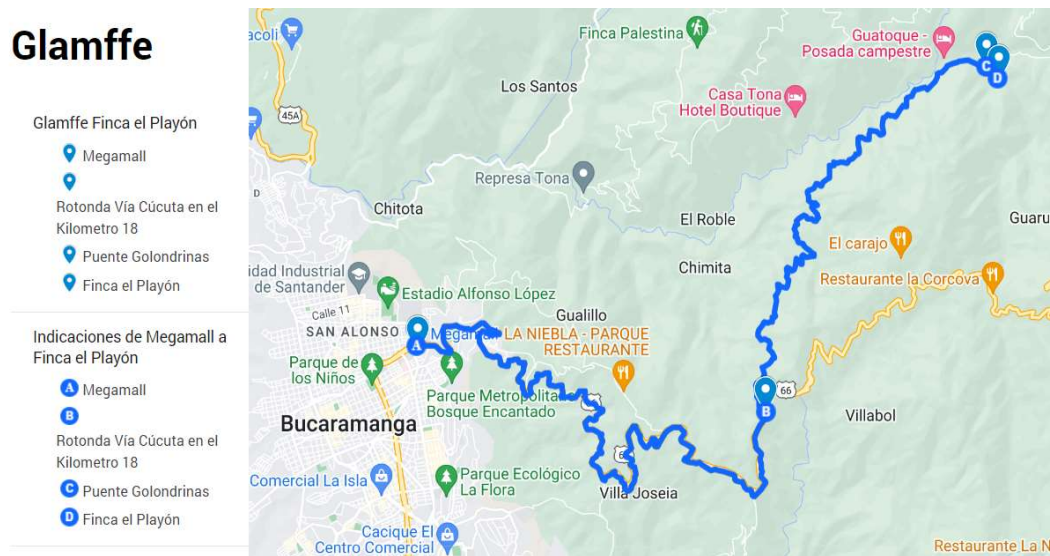 Glamffe
Glamffe Finca el Playón
Megamall
Rotonda Vía Cúcuta en el
Kilometro 18
Puente Golondrinas
Finca el Playón
Indicaciones de Megamall a
Finca el Playón
A Megamall
B
Rotonda Vía Cúcuta en el
Kilometro 18
C Puente Golondrinas
D Finca el Playón
acoli
Finca Palestina
Guatoque -
Posada campestre
C
D
Los Santos
Casa Tona
Hotel Boutique
45A
Represa Tona
D
Chitota
El Roble
Guaru
El carajo
Chimita
Restaurante la Corcova
idad Industrial
de Santander
Estadio Alfonso López
Calle 11
Gualillo
SAN ALONSO
A
Megamall
LA NIEBLA - PARQUE
RESTAURANTE
Parque de
los Niños
Parque Metropolitano
Bosque Encantado
66
B
Villabol
Bucaramanga
Comercial La Isla
Parque Ecológico
La Flora
Villa Joseia
Cacique El
Centro Comercial
Restaurante La N